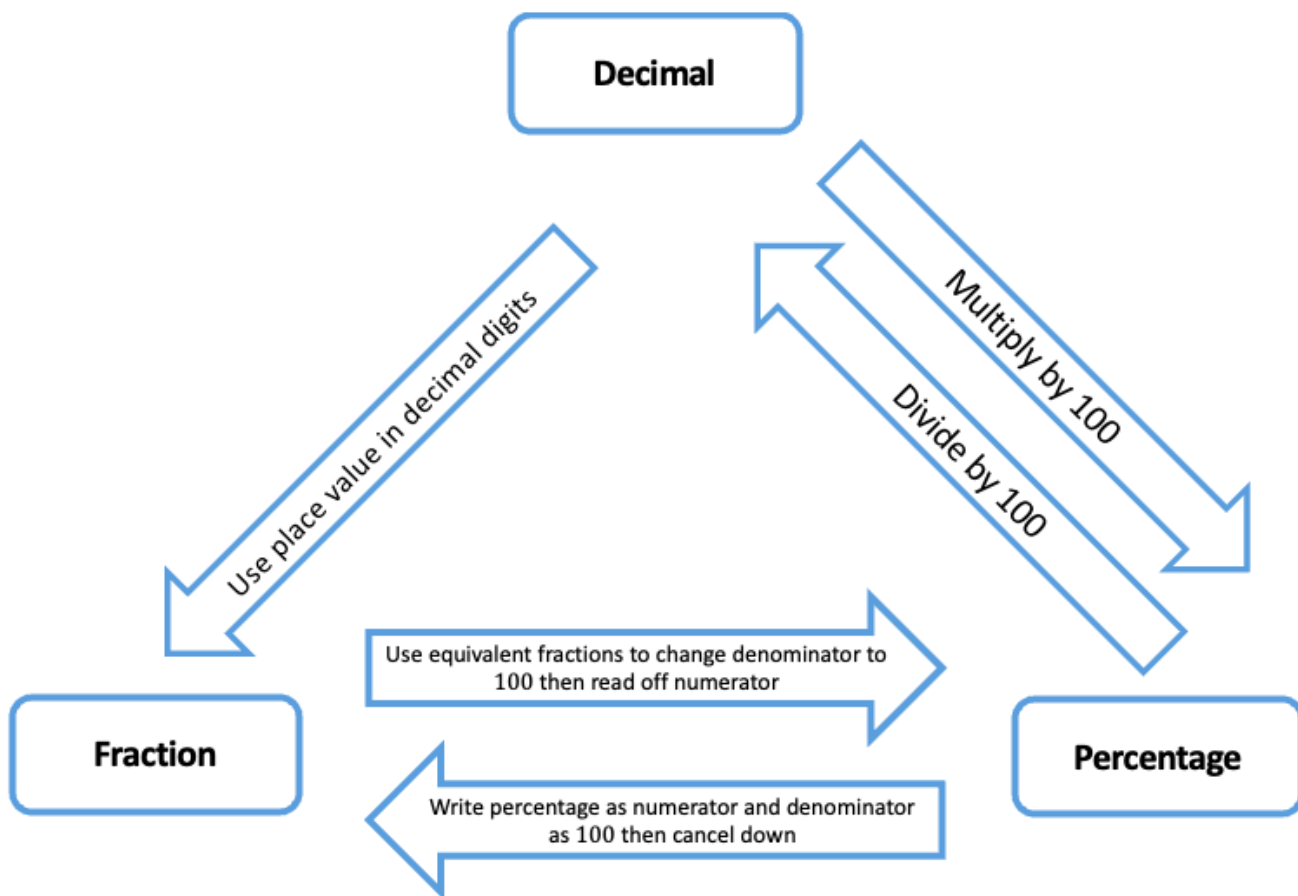 Decimal
Use place value in decimal digits
Multiply by 100
Divide by 100
Use equivalent fractions to change denominator to
100 then read off numerator
Fraction
Percentage
Write percentage as numerator and denominator
as 100 then cancel down